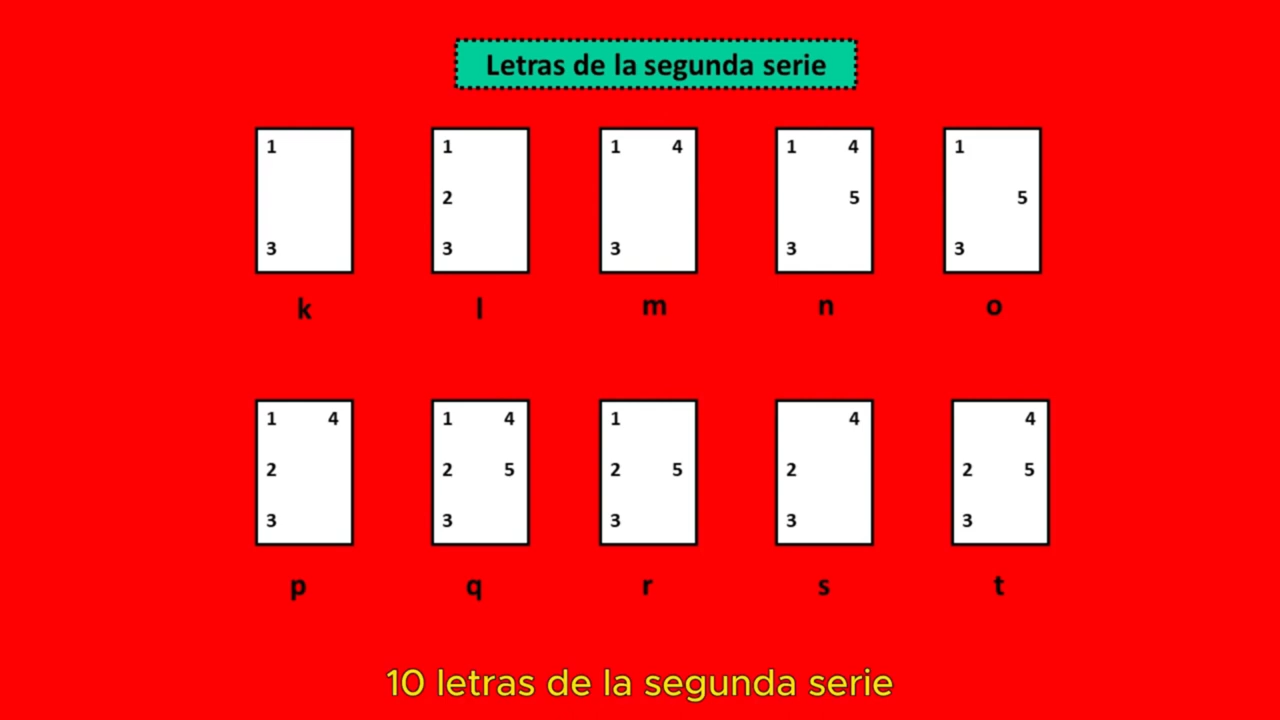 Letras de la segunda serie
1 1 1 4 1 4 1
2 5 5
3 3 3 3 3
k l m n o
1 4 1 4 1 4 4
2 2 5 2 5 2 2 5
3 3 3 3 3
p q r s t
10 letras de la segunda serie